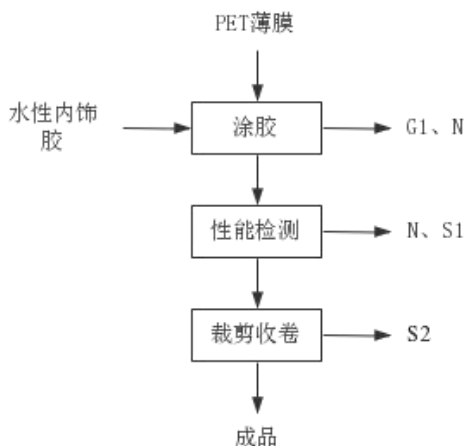 PET薄膜
水性内饰
胶
涂胶
G1、N
性能检测
N、S1
裁剪收卷
S2
成品